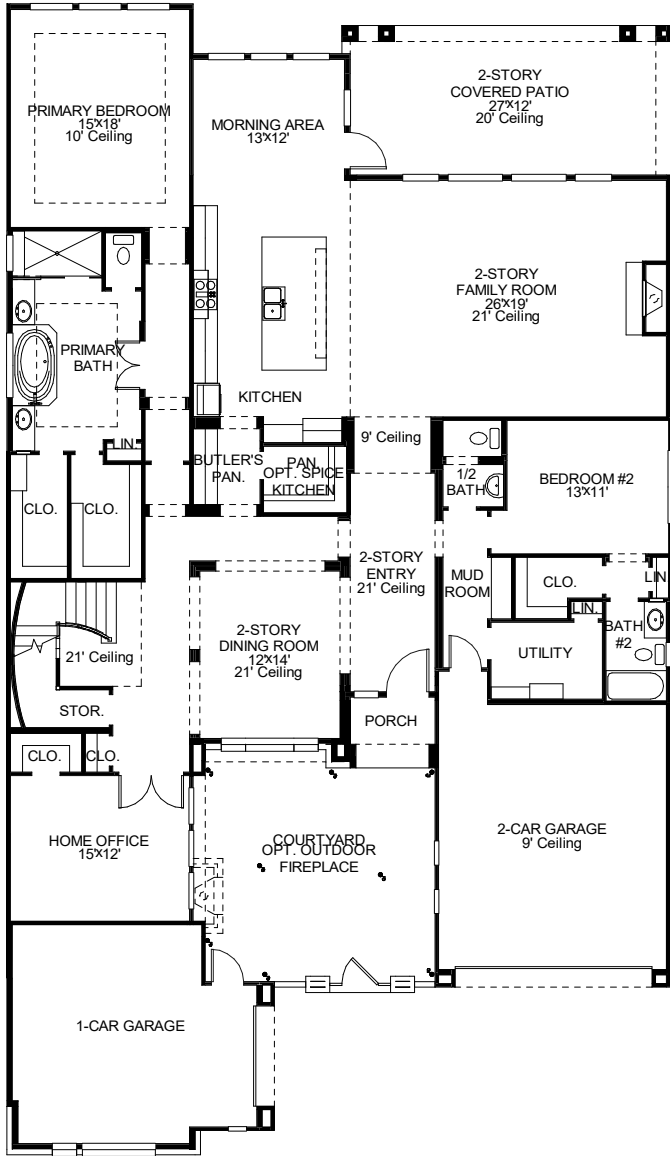 2-STORY
COVERED PATIO
27'X12'
20' Ceiling
PRIMARY BEDROOM
15'X18'
10' Ceiling
MORNING AREA
13'X12'
2-STORY
FAMILY ROOM
26'X19'
21' Ceiling
PRIMARY
BATH
KITCHEN
9' Ceiling
LIN.
BUTLER'S
PAN.
PAN.
OPT. SPICE
KITCHEN
1/2
BATH
BEDROOM #2
13'X11'
CLO.
CLO.
2-STORY
ENTRY
21' Ceiling
MUD
ROOM
CLO.
LIN.
LIN.
BATH
#2
2-STORY
DINING ROOM
12'X14'
21' Ceiling
21' Ceiling
UTILITY
STOR.
PORCH
CLO.
CLO.
HOME OFFICE
15'X12'
COURTYARD
OPT. OUTDOOR
FIREPLACE
2-CAR GARAGE
9' Ceiling
1-CAR GARAGE